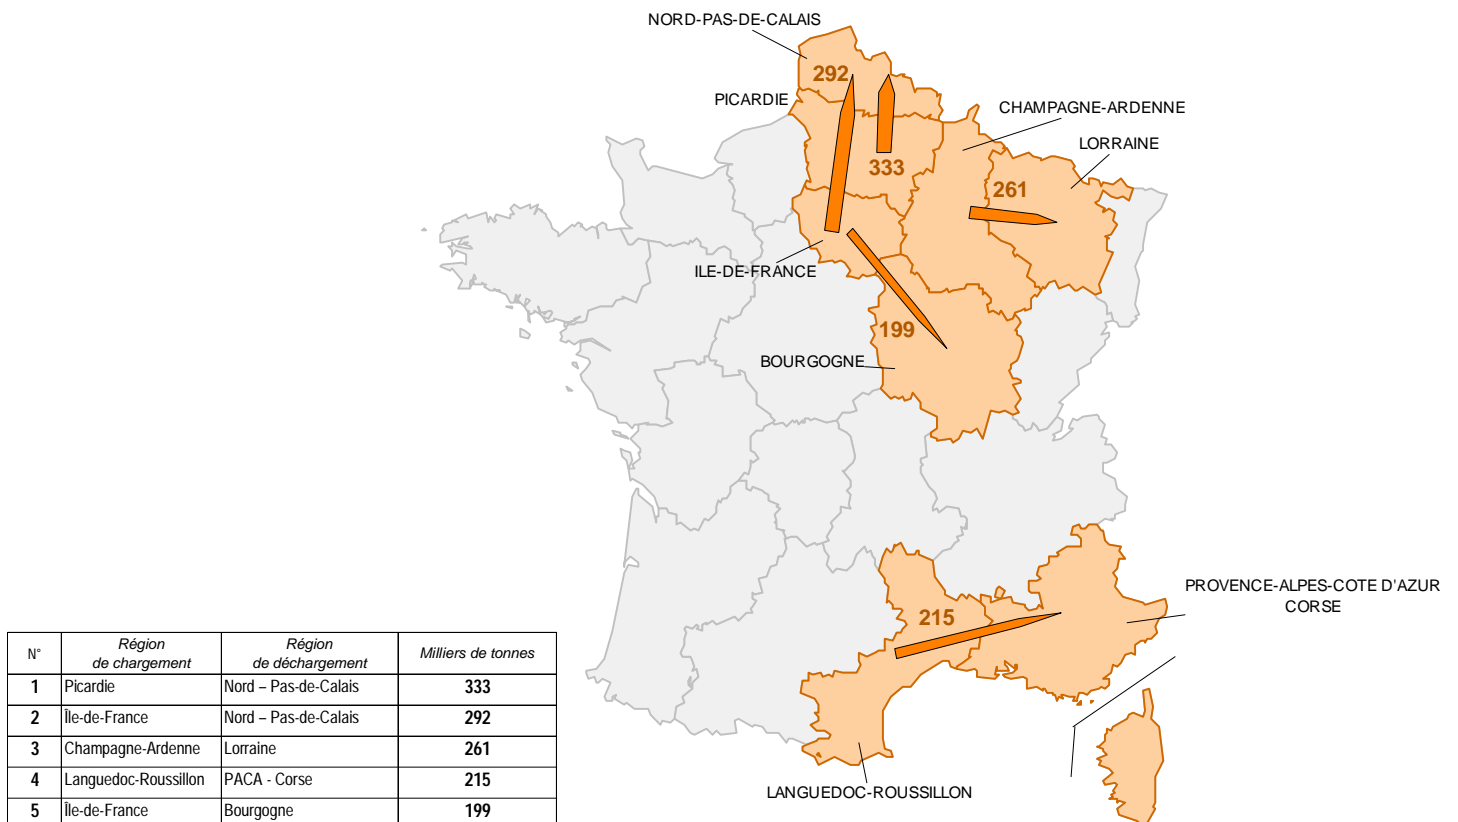 NORD-PAS-DE-CALAIS
292
PICARDIE
CHAMPAGNE-ARDENNE
LORRAINE
333
261
ILE-DE-FRANCE
199
BOURGOGNE
PROVENCE-ALPES-COTE D'AZUR
CORSE
215
LANGUEDOC-ROUSSILLON
N° Région de chargement Région de déchargement Milliers de tonnes
1 Picardie Nord – Pas-de-Calais 333
2 Île-de-France Nord – Pas-de-Calais 292
3 Champagne-Ardenne Lorraine 261
4 Languedoc-Roussillon PACA - Corse 215
5 Île-de-France Bourgogne 199